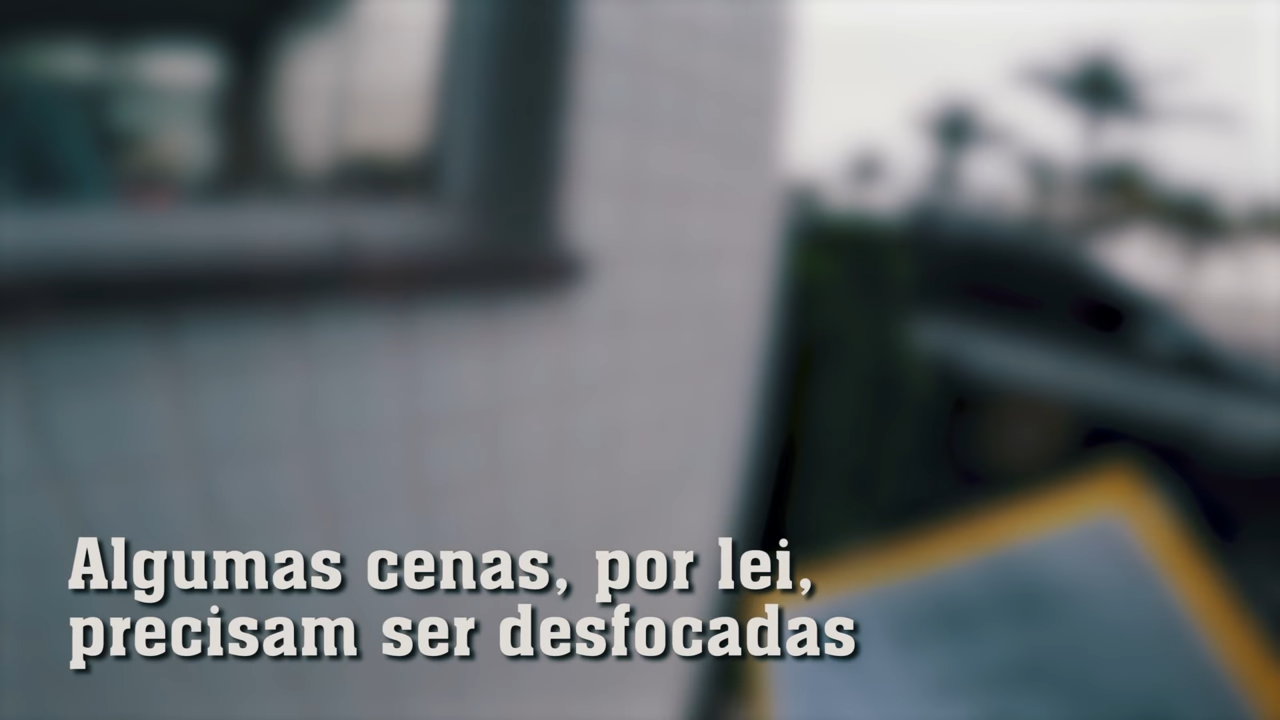 Algumas cenas, por lei,
precisam ser desfocadas